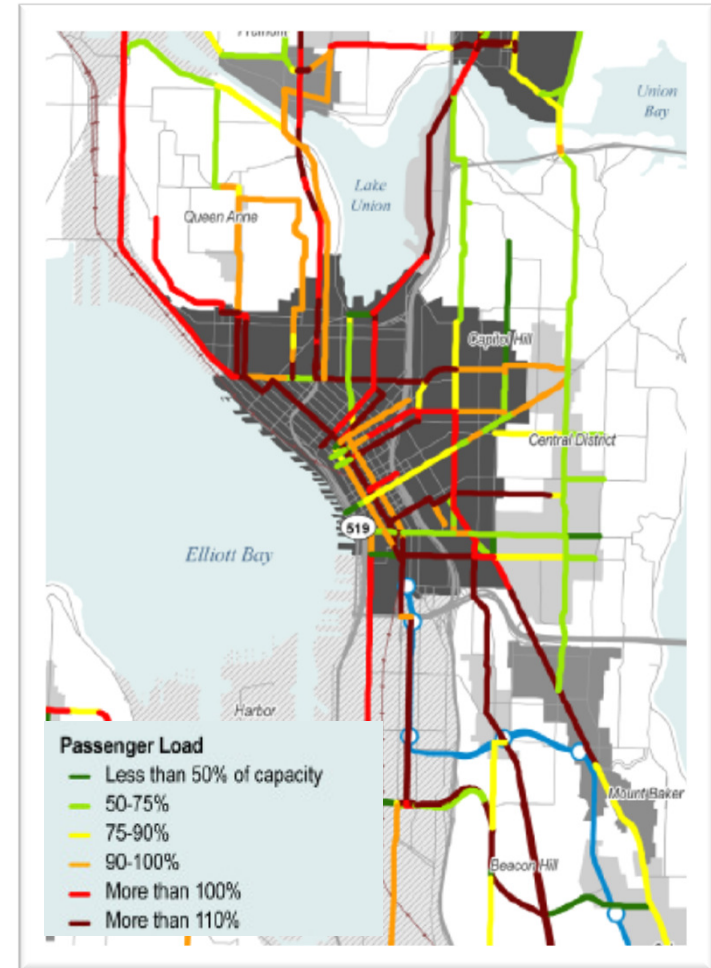 Fremont
Union
Bay
Lake
Union
Queen Anne
Capitol Hill
Central District
519
Elliott Bay
Harbor
Mount Baker
Beacon Hill
Passenger Load
Less than 50% of capacity
50-75%
75-90%
90-100%
More than 100%
More than 110%